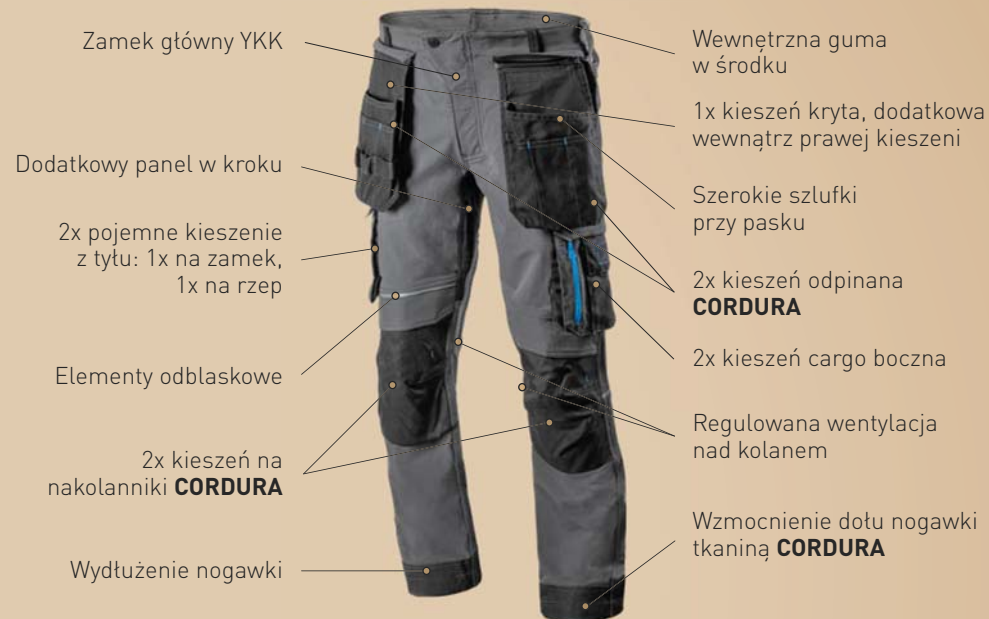 Zamek główny YKK
Dodatkowy panel w kroku
2x pojemne kieszenie
z tyłu: 1x na zamek,
1x na rzep
Elementy odblaskowe
2x kieszeń na
nakolanniki CORDURA
Wydłużenie nogawki
Wewnętrzna guma
w środku
1x kieszeń kryta, dodatkowa
wewnątrz prawej kieszeni
Szerokie szlufki
przy pasku
2x kieszeń odpinana
CORDURA
2x kieszeń cargo boczna
Regulowana wentylacja
nad kolanem
Wzmocnienie dołu nogawki
tkaniną CORDURA